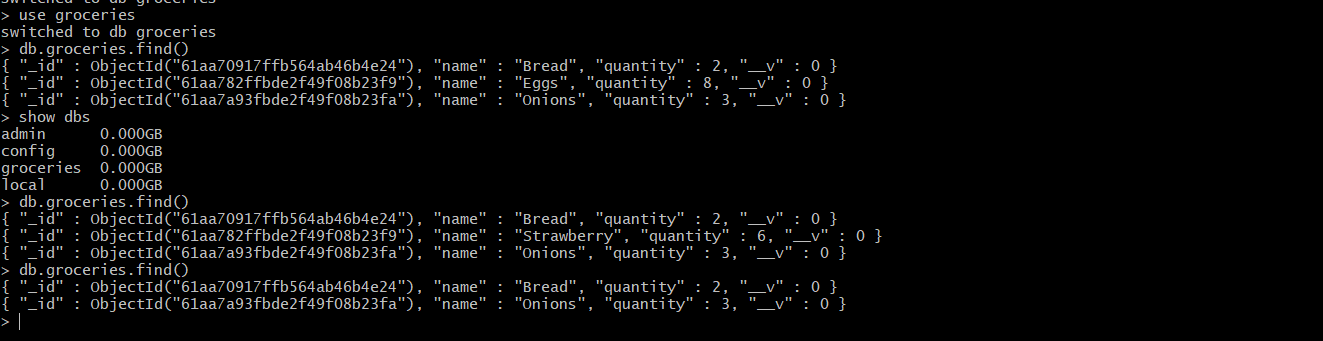 switched to db groceries
> use groceries
switched to db groceries
> db.groceries.find()
{ "_id" : ObjectId("61aa70917ffb564ab46b4e24"), "name" : "Bread", "quantity" : 2, "__v" : 0 }
{ "_id" : ObjectId("61aa782ffbde2f49f08b23f9"), "name" : "Eggs", "quantity" : 8, "__v" : 0 }
{ "_id" : ObjectId("61aa7a93fbde2f49f08b23fa"), "name" : "Onions", "quantity" : 3, "__v" : 0 }
> show dbs
admin      0.000GB
config     0.000GB
groceries  0.000GB
local      0.000GB
> db.groceries.find()
{ "_id" : ObjectId("61aa70917ffb564ab46b4e24"), "name" : "Bread", "quantity" : 2, "__v" : 0 }
{ "_id" : ObjectId("61aa782ffbde2f49f08b23f9"), "name" : "Strawberry", "quantity" : 6, "__v" : 0 }
{ "_id" : ObjectId("61aa7a93fbde2f49f08b23fa"), "name" : "Onions", "quantity" : 3, "__v" : 0 }
> db.groceries.find()
{ "_id" : ObjectId("61aa70917ffb564ab46b4e24"), "name" : "Bread", "quantity" : 2, "__v" : 0 }
{ "_id" : ObjectId("61aa7a93fbde2f49f08b23fa"), "name" : "Onions", "quantity" : 3, "__v" : 0 }
>